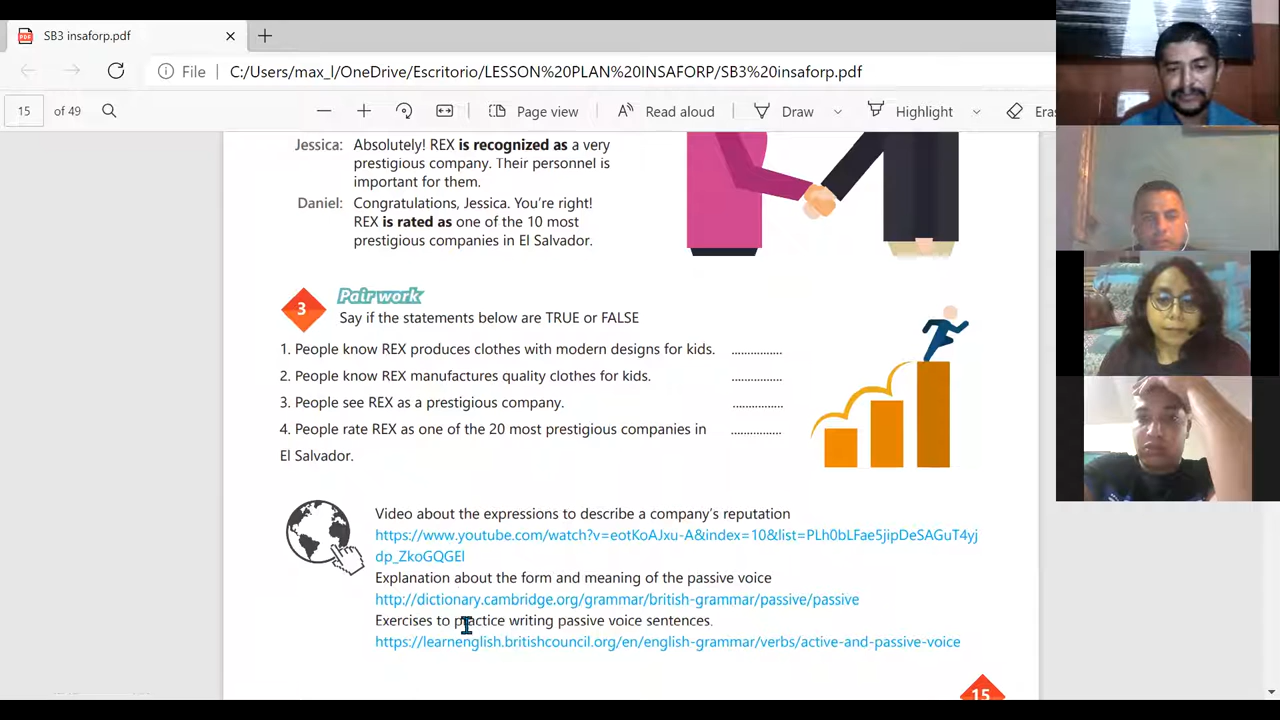 SB3 insaforp.pdf
File
C:/Users/max_l/OneDrive/Escritorio/LESSON%20PLAN%20INSAFORP/SB3%20insaforp.pdf
15 of 49
Page view
Read aloud
Draw
Highlight
Eras
Jessica: Absolutely! REX is recognized as a very
prestigious company. Their personnel is
important for them.
Daniel: Congratulations, Jessica. You're right!
REX is rated as one of the 10 most
prestigious companies in El Salvador.
3
Pair work
Say if the statements below are TRUE or FALSE
1. People know REX produces clothes with modern designs for kids. ...............
2. People know REX manufactures quality clothes for kids. ...............
3. People see REX as a prestigious company. ...............
4. People rate REX as one of the 20 most prestigious companies in ...............
El Salvador.
Video about the expressions to describe a company's reputation
https://www.youtube.com/watch?v=eotKoAJxu-A&index=10&list=PLh0bLFae5jipDeSAGuT4yj
dp_ZkoGQGEl
Explanation about the form and meaning of the passive voice
http://dictionary.cambridge.org/grammar/british-grammar/passive/passive
Exercises to practice writing passive voice sentences.
https://learnenglish.britishcouncil.org/en/english-grammar/verbs/active-and-passive-voice
15